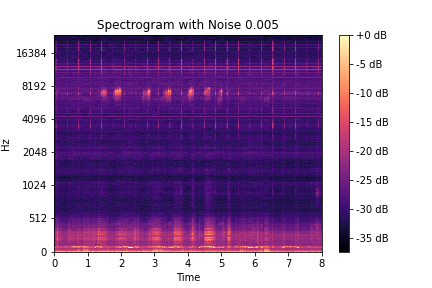 Spectrogram with Noise 0.005
Hz
16384
8192
4096
2048
1024
512
0
0 1 2 3 4 5 6 7 8
Time
+0 dB
-5 dB
-10 dB
-15 dB
-20 dB
-25 dB
-30 dB
-35 dB